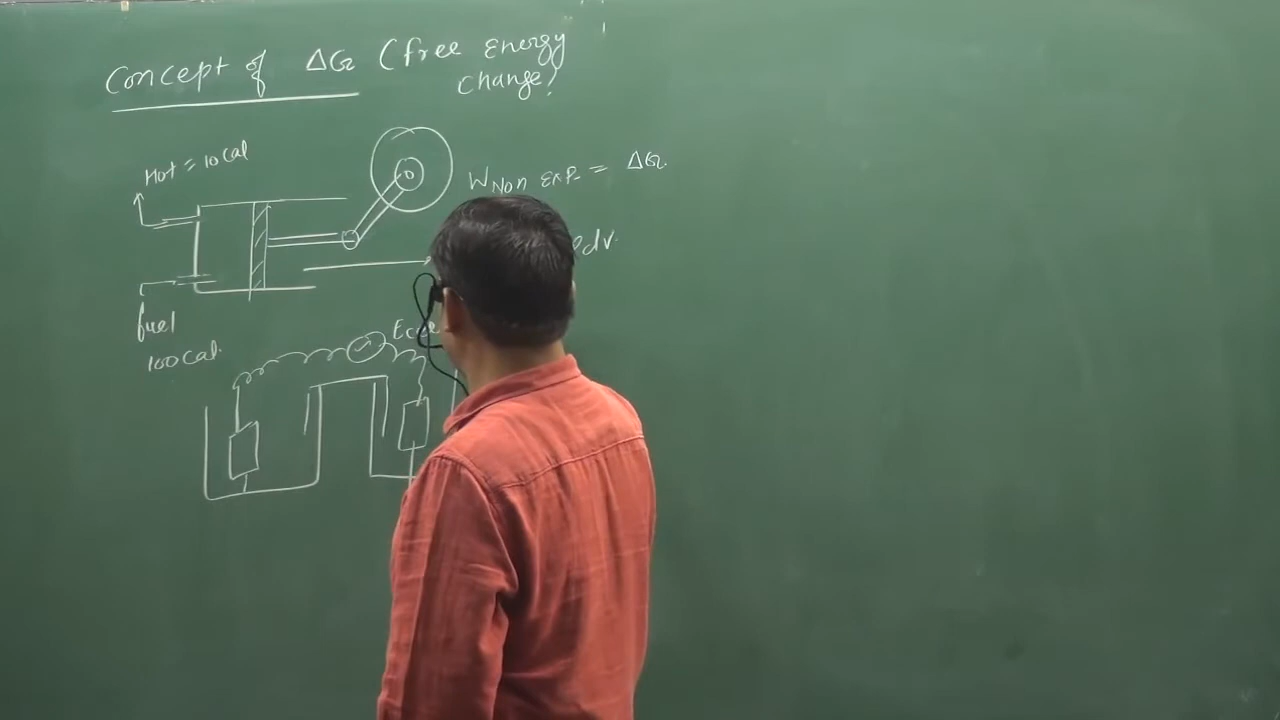 Concept of ΔG (free energy
change)
Hot = 10 Cal
W Non Exp. = ΔG.
pdv.
fuel
100 Cal.